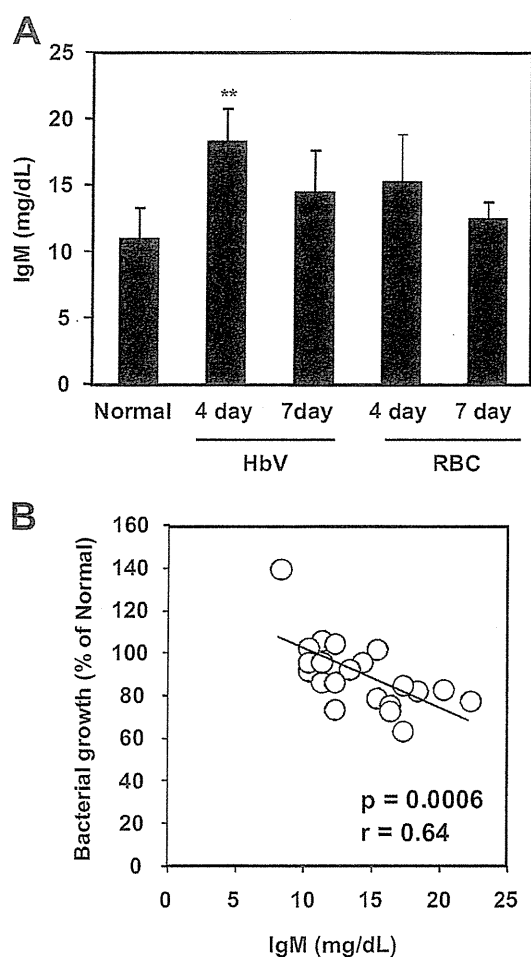 A
25
20
15
10
5
0
IgM (mg/dL)
**
Normal 4 day 7day 4 day 7 day
HbV RBC
B
160
140
120
100
80
60
40
20
0
Bacterial growth (% of Normal)
p = 0.0006
r = 0.64
0 5 10 15 20 25
IgM (mg/dL)